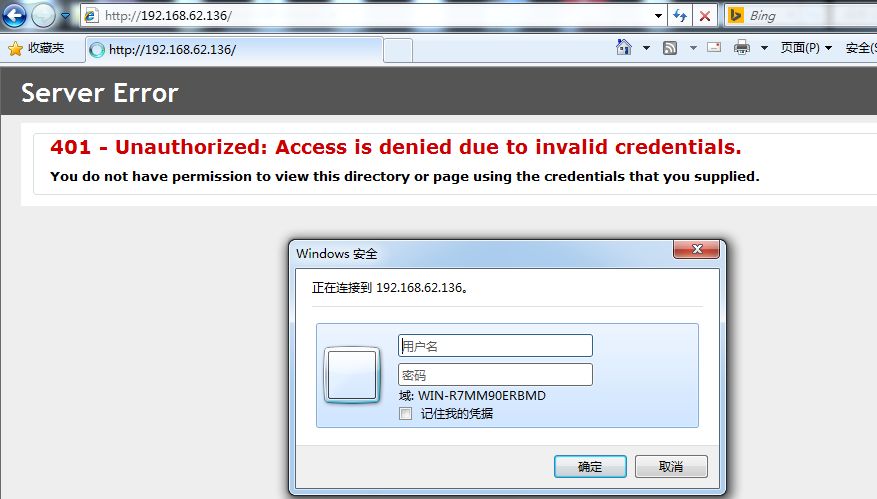 http://192.168.62.136/
Bing
收藏夹
http://192.168.62.136/
页面(P)
安全(S
Server Error
401 - Unauthorized: Access is denied due to invalid credentials.
You do not have permission to view this directory or page using the credentials that you supplied.
Windows 安全
正在连接到 192.168.62.136。
用户名
密码
域: WIN-R7MM90ERBMD
记住我的凭据
确定
取消